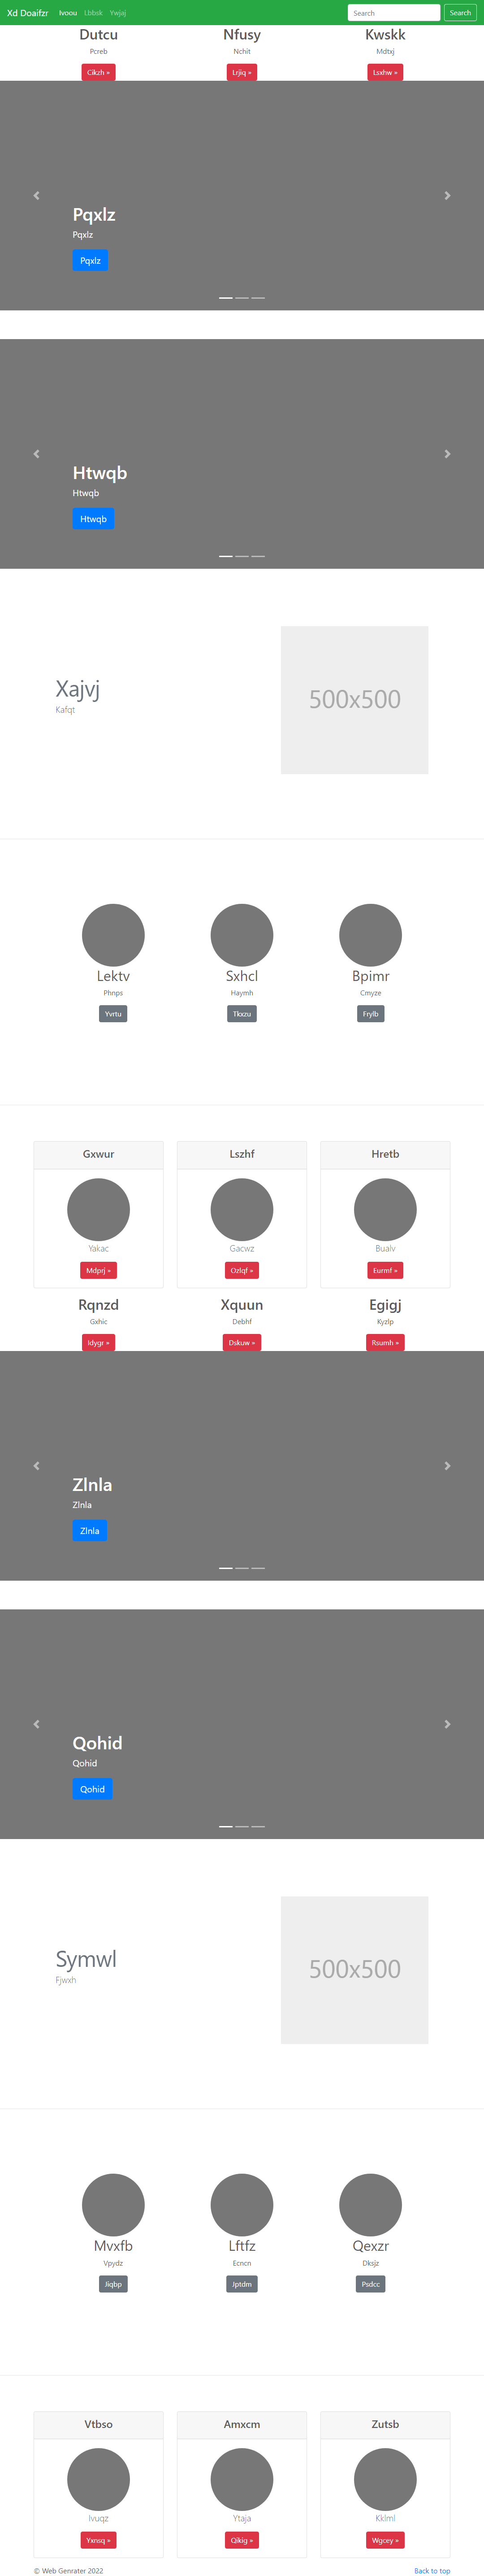 Xd Doaifzr Ivoou Lbbsk Ywjaj Search Search
Dutcu Nfusy Kwskk
Pcreb Nchit Mdtxj
Cikzh » Lrjiq » Lsxhw »
Pqxlz
Pqxlz
Pqxlz
Htwqb
Htwqb
Htwqb
Xajvj
Kafqt
500x500
Lektv Sxhcl Bpimr
Phnps Haymh Cmyze
Yvrtu Tkxzu Frylb
Gxwur Lszhf Hretb
Yakac Gacwz Bualv
Mdprj » Ozlqf » Eurmf »
Rqnzd Xquun Egigj
Gxhic Debhf Kyzlp
Idygr » Dskuw » Rsumh »
Zlnla
Zlnla
Zlnla
Qohid
Qohid
Qohid
Symwl
Fjwxh
500x500
Mvxfb Lftfz Qexzr
Vpydz Ecncn Dksjz
Jiqbp Jptdm Psdcc
Vtbso Amxcm Zutsb
Ivuqz Ytaja Kklml
Yxnsq » Qikig » Wgcey »
© Web Genrater 2022 Back to top